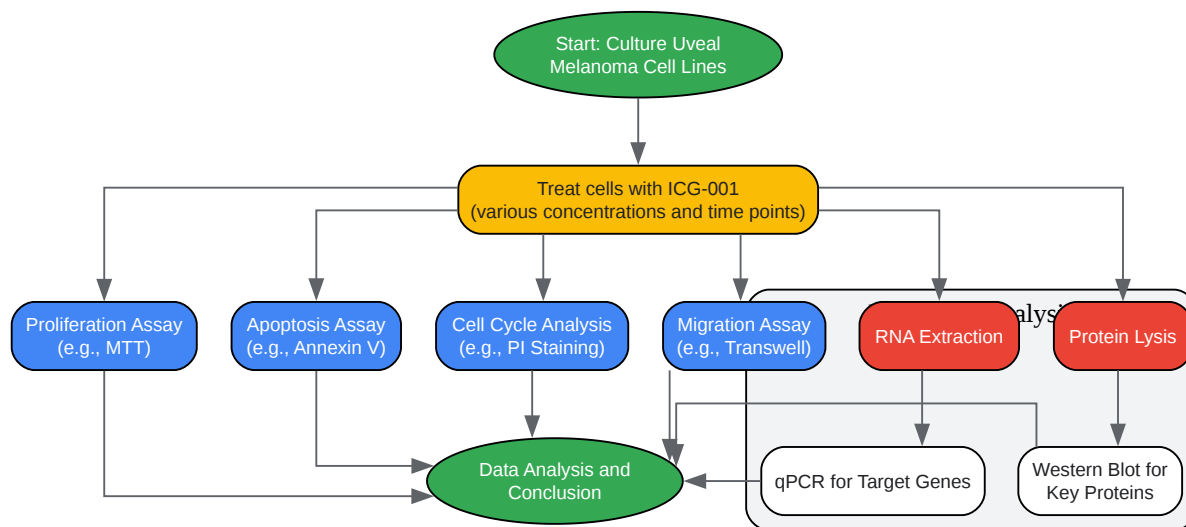 Start: Culture Uveal
Melanoma Cell Lines
Treat cells with ICG-001
(various concentrations and time points)
Proliferation Assay
(e.g., MTT)
Apoptosis Assay
(e.g., Annexin V)
Cell Cycle Analysis
(e.g., PI Staining)
Migration Assay
(e.g., Transwell)
RNA Extraction
Protein Lysis
Data Analysis and
Conclusion
qPCR for Target Genes
Western Blot for
Key Proteins